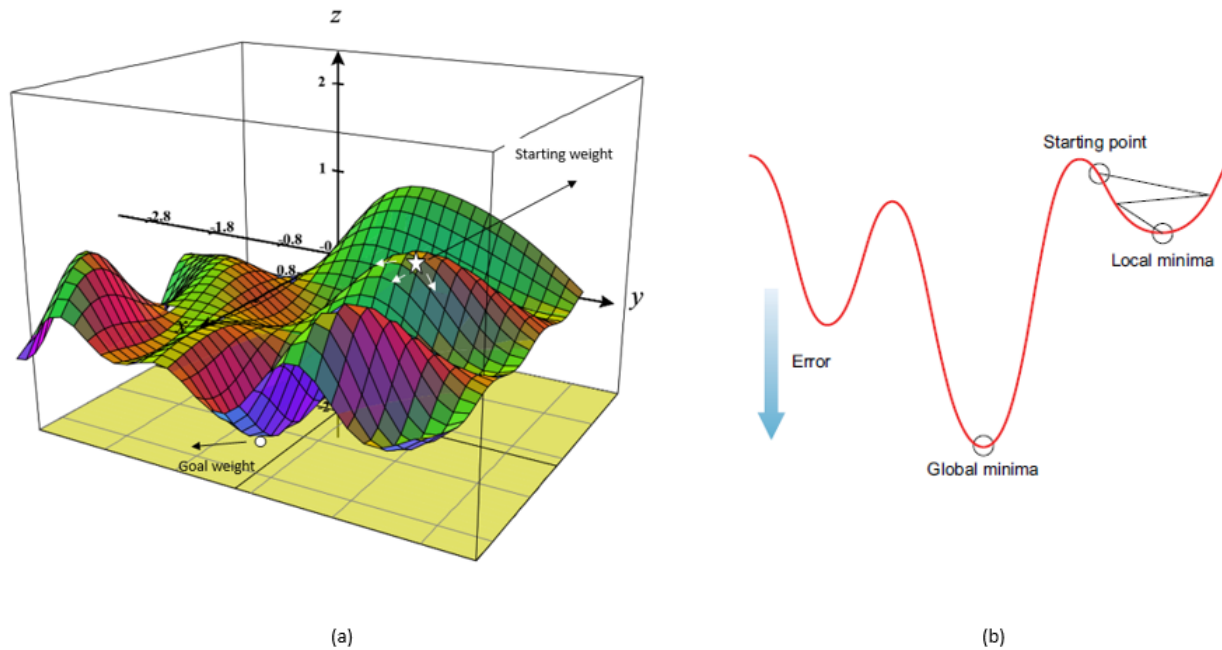 z
2
1
Starting weight
-2.8
-1.8
-0.8
-0
0.8
y
x
Goal weight
(a)
Starting point
Local minima
Error
Global minima
(b)